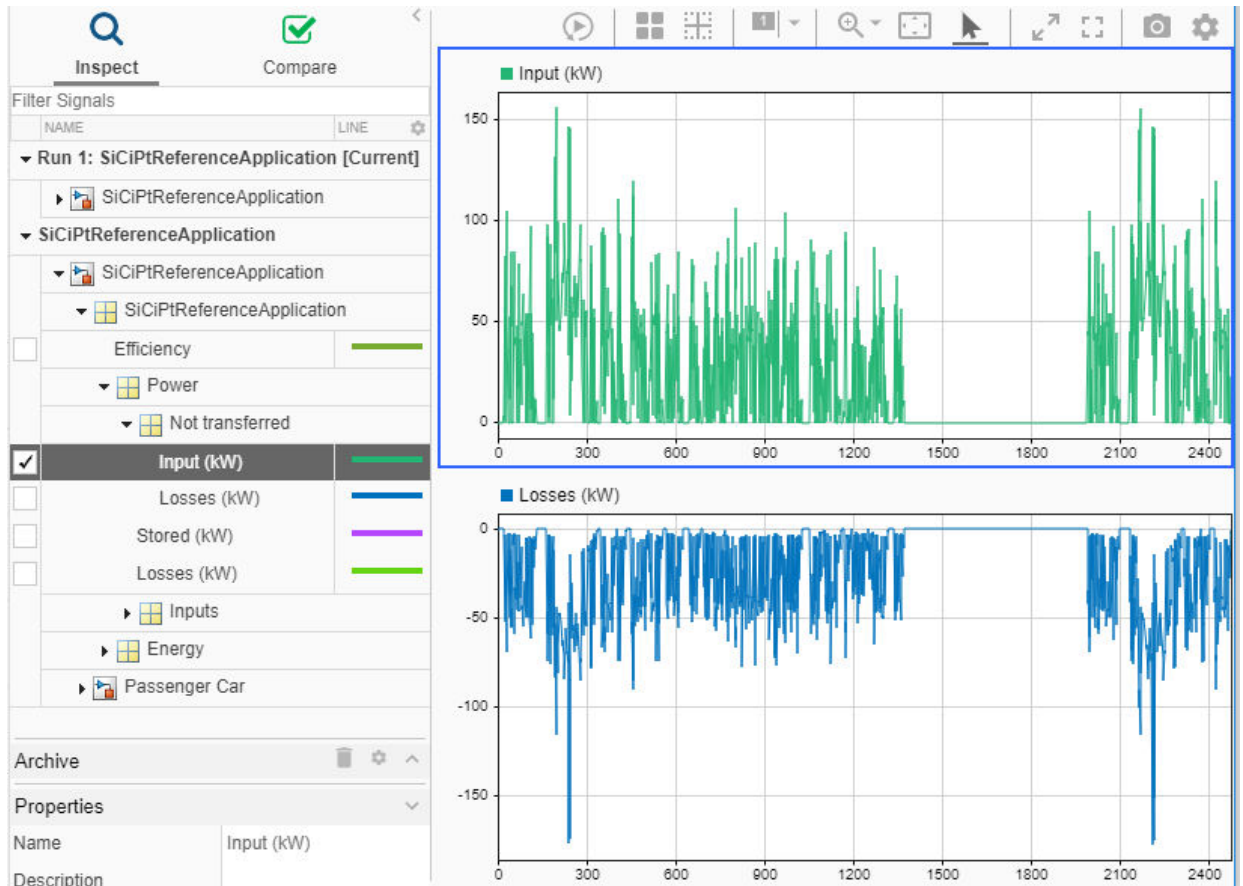 Inspect
Compare
Filter Signals
NAME LINE
Run 1: SiCiPtReferenceApplication [Current]
SiCiPtReferenceApplication
SiCiPtReferenceApplication
SiCiPtReferenceApplication
SiCiPtReferenceApplication
Efficiency
Power
Not transferred
Input (kW)
Losses (kW)
Stored (kW)
Losses (kW)
Inputs
Energy
Passenger Car
Archive
Properties
Name Input (kW)
Description
1
Input (kW)
150
100
50
0
0 300 600 900 1200 1500 1800 2100 2400
Losses (kW)
0
-50
-100
-150
0 300 600 900 1200 1500 1800 2100 2400